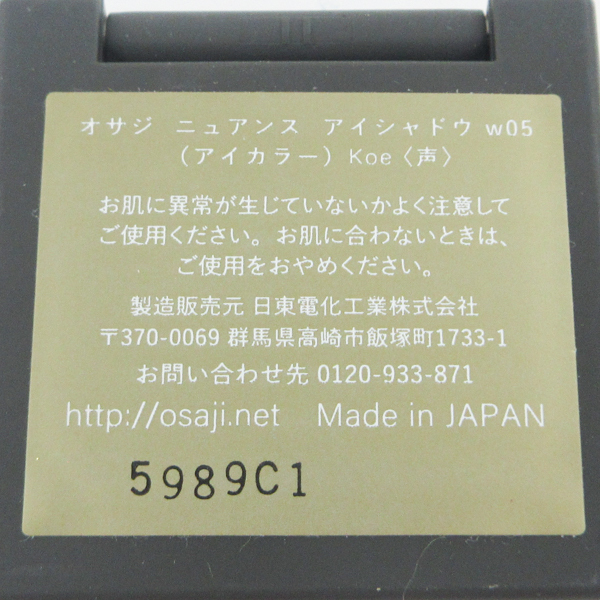 オサジ ニュアンス アイシャドウ w05
（アイカラー）Koe〈声〉
お肌に異常が生じていないかよく注意して
ご使用ください。お肌に合わないときは、
ご使用をおやめください。
製造販売元 日東電化工業株式会社
〒370-0069 群馬県高崎市飯塚町1733-1
お問い合わせ先 0120-933-871
http://osaji.net Made in JAPAN
5989C1